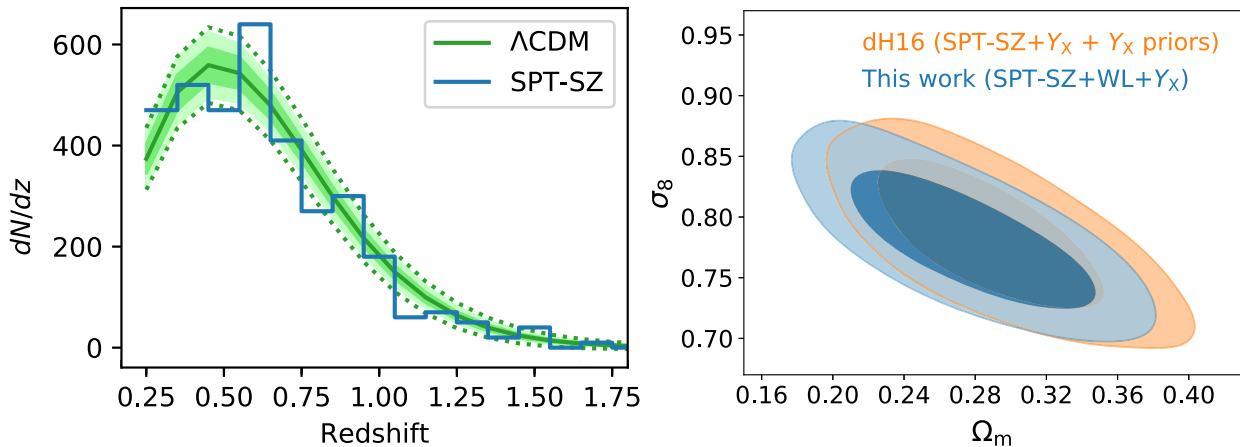 600
400
200
0
dN/dz
0.25 0.50 0.75 1.00 1.25 1.50 1.75
Redshift
ΛCDM
SPT-SZ
0.95
0.90
0.85
0.80
0.75
0.70
σ8
0.16 0.20 0.24 0.28 0.32 0.36 0.40
Ωm
dH16 (SPT-SZ+YX + YX priors)
This work (SPT-SZ+WL+YX)